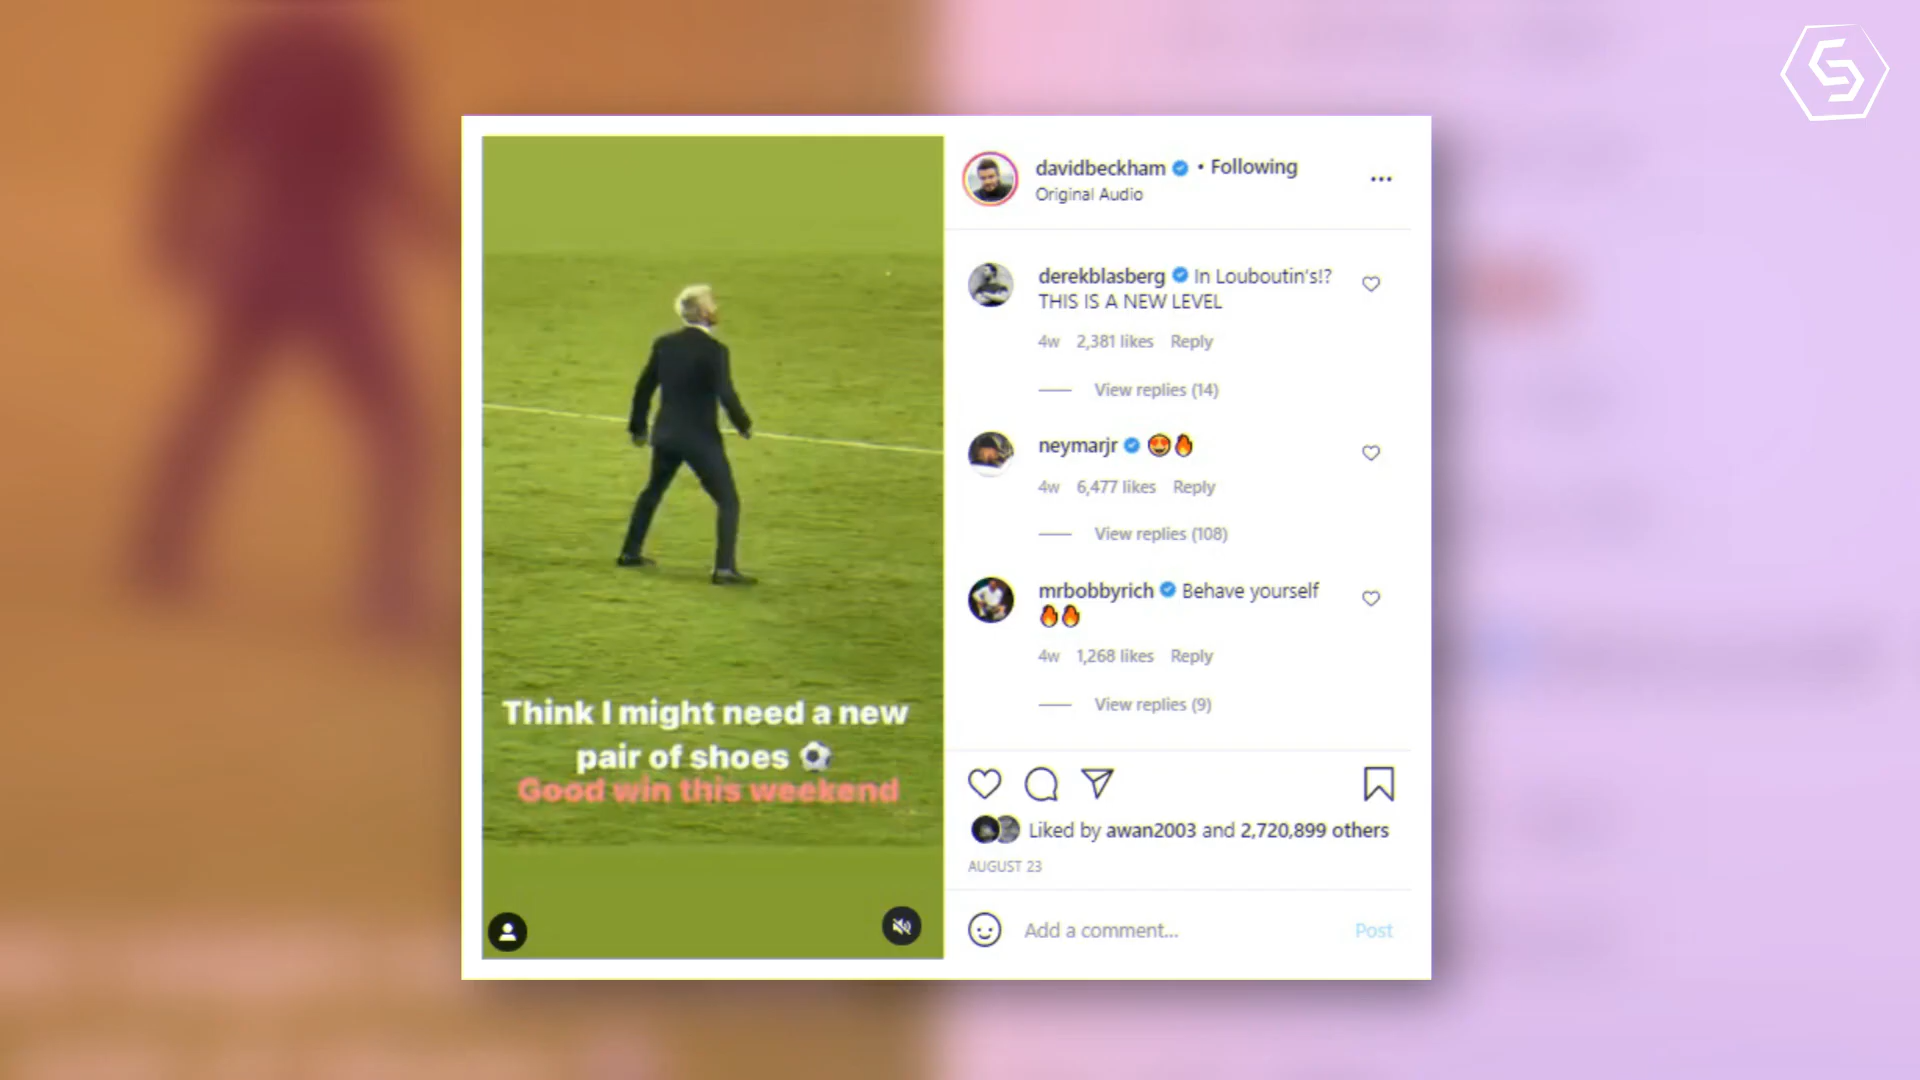 Think I might need a new
pair of shoes ⚽
Good win this weekend
davidbeckham • Following
Original Audio
•••
derekblasberg In Louboutin's!?
THIS IS A NEW LEVEL
4w 2,381 likes Reply
View replies (14)
neymarjr 😍🔥
4w 6,477 likes Reply
View replies (108)
mrbobbyrich Behave yourself
🔥🔥
4w 1,268 likes Reply
View replies (9)
Liked by awan2003 and 2,720,899 others
AUGUST 23
Add a comment... Post